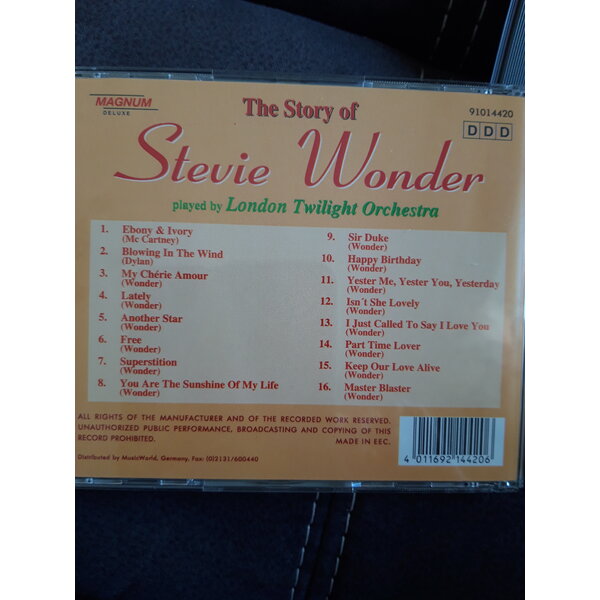 MAGNUM
DELUXE
The Story of
91014420
DDD
Stevie Wonder
played by London Twilight Orchestra
1. Ebony & Ivory
(Mc Cartney)
2. Blowing In The Wind
(Dylan)
3. My Chérie Amour
(Wonder)
4. Lately
(Wonder)
5. Another Star
(Wonder)
6. Free
(Wonder)
7. Superstition
(Wonder)
8. You Are The Sunshine Of My Life
(Wonder)
9. Sir Duke
(Wonder)
10. Happy Birthday
(Wonder)
11. Yester Me, Yester You, Yesterday
(Wonder)
12. Isn´t She Lovely
(Wonder)
13. I Just Called To Say I Love You
(Wonder)
14. Part Time Lover
(Wonder)
15. Keep Our Love Alive
(Wonder)
16. Master Blaster
(Wonder)
ALL RIGHTS OF THE MANUFACTURER AND OF THE RECORDED WORK RESERVED.
UNAUTHORIZED PUBLIC PERFORMANCE, BROADCASTING AND COPYING OF THIS
RECORD PROHIBITED. MADE IN EEC.
Distributed by MusicWorld, Germany, Fax: (0)2131/600440
4 011692 144206